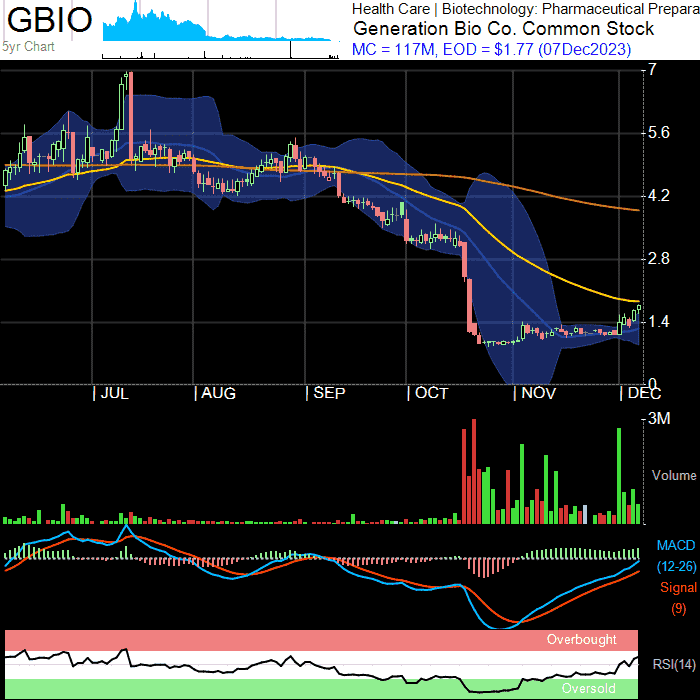 GBIO
5yr Chart
Health Care | Biotechnology: Pharmaceutical Prepara
Generation Bio Co. Common Stock
MC = 117M, EOD = $1.77 (07Dec2023)
7
5.6
4.2
2.8
1.4
0
JUL
AUG
SEP
OCT
NOV
DEC
3M
Volume
MACD
(12-26)
Signal
(9)
Overbought
RSI(14)
Oversold